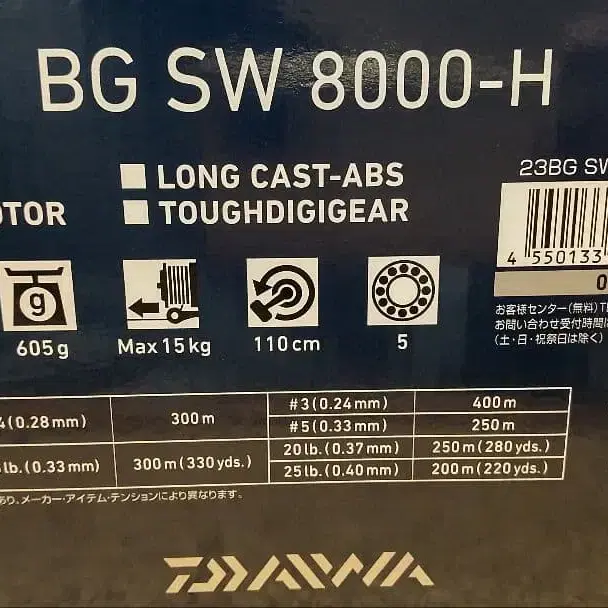 BG SW 8000-H
LONG CAST-ABS
OTOR
TOUGHDIGIGEAR
23BG SW
4 550133
g
605g
Max 15kg
110cm
5
0
お客様センター(無料)
お問い合わせ受付時間は
(土・日・祝祭日は除く)
4(0.28mm) 300m
lb.(0.33mm) 300m(330yds.)
#3(0.24mm) 400m
#5(0.33mm) 250m
20lb.(0.37mm) 250m(280yds.)
25lb.(0.40mm) 200m(220yds.)
あり、メーカー・アイテム・テンションにより異なります。
DAIWA